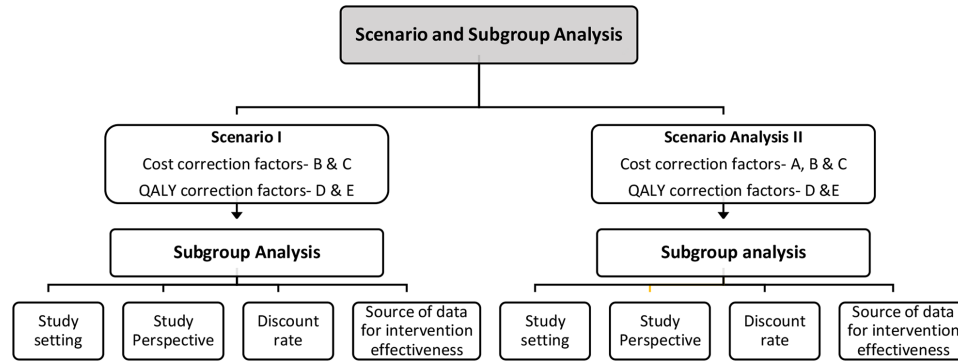 Scenario and Subgroup Analysis
Scenario I
Cost correction factors- B & C
QALY correction factors- D & E
Scenario Analysis II
Cost correction factors- A, B & C
QALY correction factors- D &E
Subgroup Analysis
Subgroup analysis
Study
setting
Study
Perspective
Discount
rate
Source of data
for intervention
effectiveness
Study
setting
Study
Perspective
Discount
rate
Source of data
for intervention
effectiveness